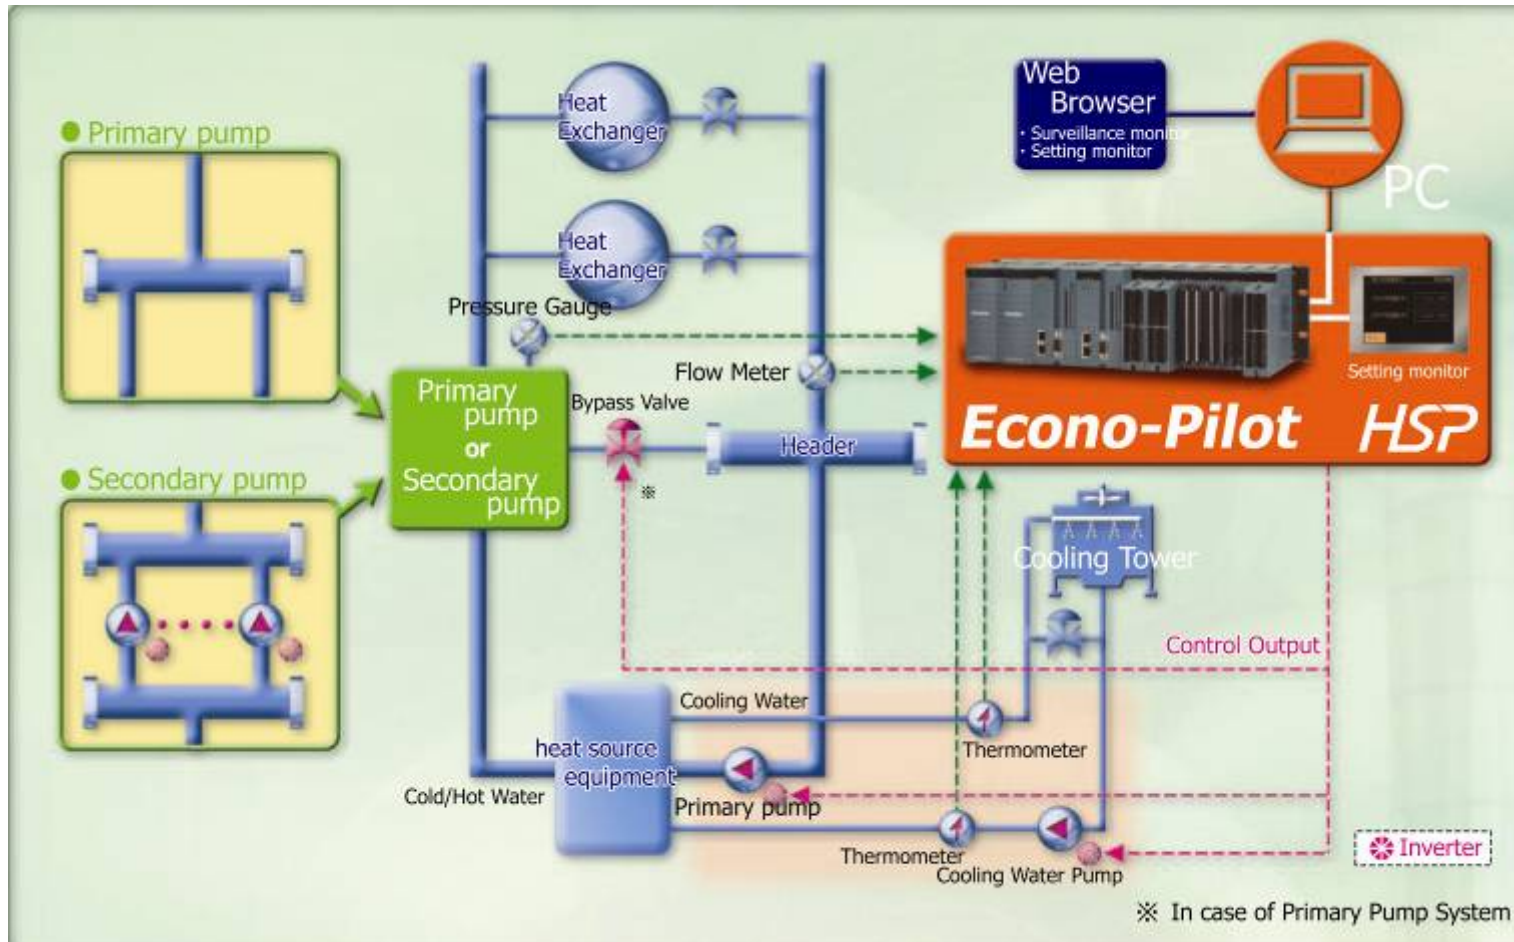 Web
Browser
・Surveillance monitor
・Setting monitor
PC
● Primary pump
Heat
Exchanger
Heat
Exchanger
Pressure Gauge
Flow Meter
Setting monitor
Econo-Pilot
HSP
Primary
pump
or
Secondary
pump
Bypass Valve
※
Header
● Secondary pump
Cooling Tower
Control Output
Cooling Water
Thermometer
heat source
equipment
Cold/Hot Water
Primary pump
Thermometer
Cooling Water Pump
Inverter
※ In case of Primary Pump System